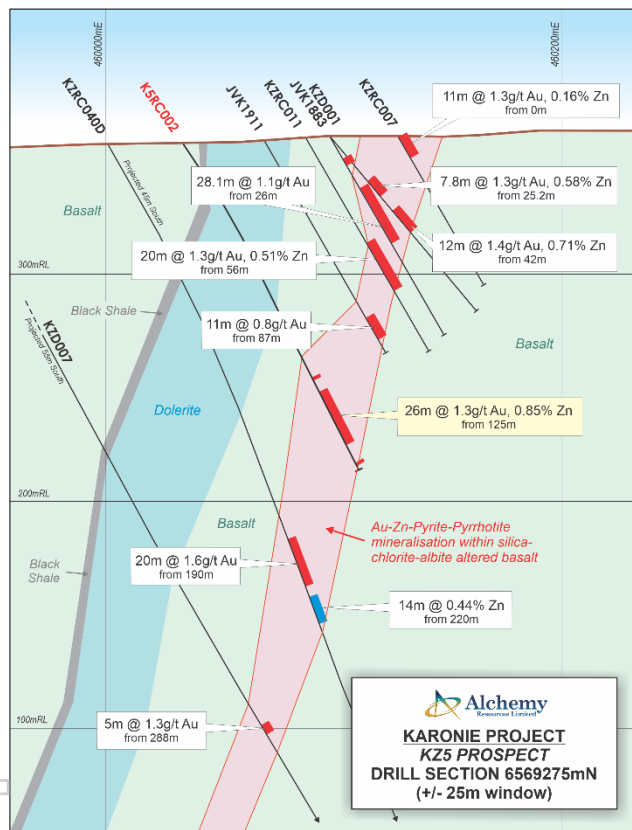 460000mE
460200mE
KZRC040D
K5RC002
JVK1911
KZRC011
JVK1883
KZD001
KZRC007
11m @ 1.3g/t Au, 0.16% Zn
from 0m
Projected 45m South
28.1m @ 1.1g/t Au
from 26m
7.8m @ 1.3g/t Au, 0.58% Zn
from 25.2m
Basalt
20m @ 1.3g/t Au, 0.51% Zn
from 56m
12m @ 1.4g/t Au, 0.71% Zn
from 42m
300mRL
Black Shale
KZD007
Projected 55m South
11m @ 0.8g/t Au
from 87m
Basalt
Dolerite
26m @ 1.3g/t Au, 0.85% Zn
from 125m
200mRL
Basalt
Au-Zn-Pyrite-Pyrrhotite
mineralisation within silica-
chlorite-albite altered basalt
Black
Shale
20m @ 1.6g/t Au
from 190m
14m @ 0.44% Zn
from 220m
100mRL
5m @ 1.3g/t Au
from 288m
Alchemy
Resources Limited
KARONIE PROJECT
KZ5 PROSPECT
DRILL SECTION 6569275mN
(+/- 25m window)